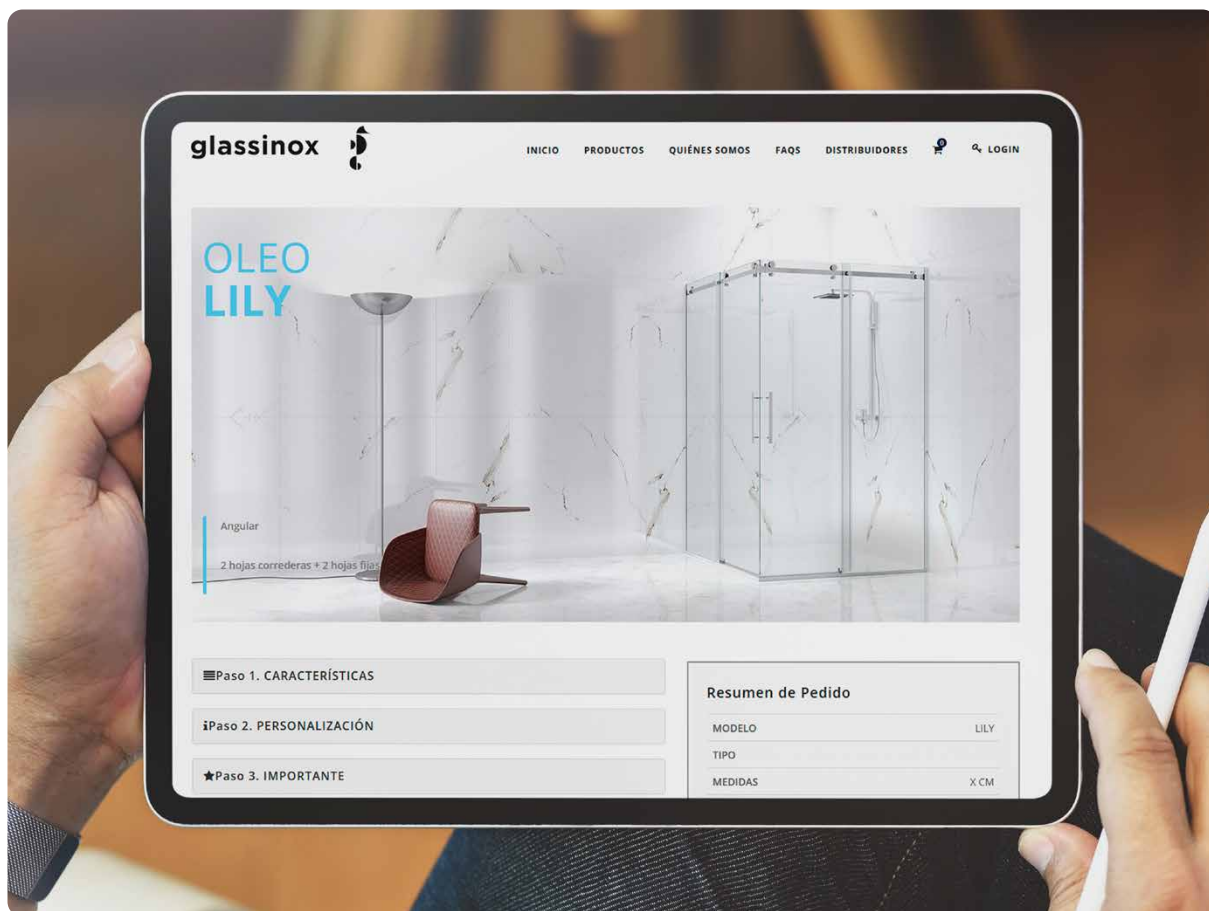 glassinox
INICIO PRODUCTOS QUIÉNES SOMOS FAQS DISTRIBUIDORES 0 LOGIN
OLEO
LILY
Angular
2 hojas correderas + 2 hojas fijas
Paso 1. CARACTERÍSTICAS
Paso 2. PERSONALIZACIÓN
Paso 3. IMPORTANTE
Resumen de Pedido
MODELO LILY
TIPO
MEDIDAS X CM